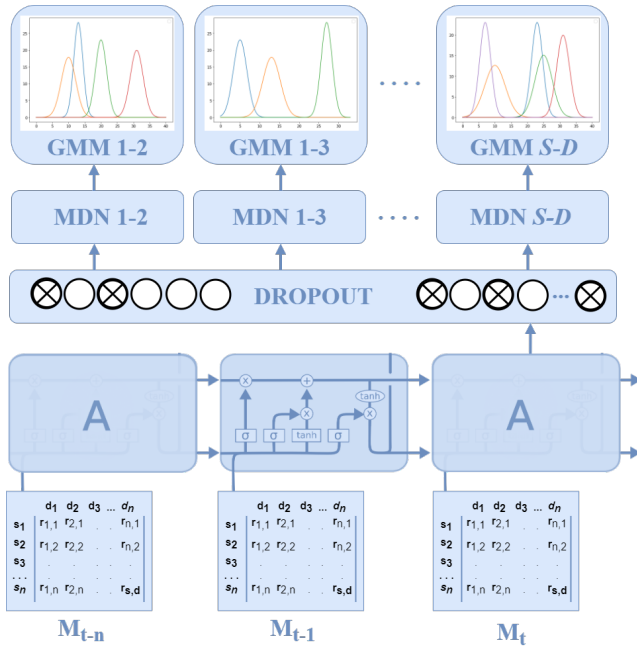 GMM 1-2 GMM 1-3 .... GMM S-D
MDN 1-2 MDN 1-3 .... MDN S-D
DROPOUT ...
A x + tanh A
x x
σ σ tanh σ
d1 d2 d3 ... dn d1 d2 d3 ... dn d1 d2 d3 ... dn
s1 r1,1 r2,1 . . rn,1 s1 r1,1 r2,1 . . rn,1 s1 r1,1 r2,1 . . rn,1
s2 r1,2 r2,2 . . rn,2 s2 r1,2 r2,2 . . rn,2 s2 r1,2 r2,2 . . rn,2
s3 . . . . . s3 . . . . . s3 . . . . .
... ... ...
sn r1,n r2,n . . rs,d sn r1,n r2,n . . rs,d sn r1,n r2,n . . rs,d
Mt-n Mt-1 Mt